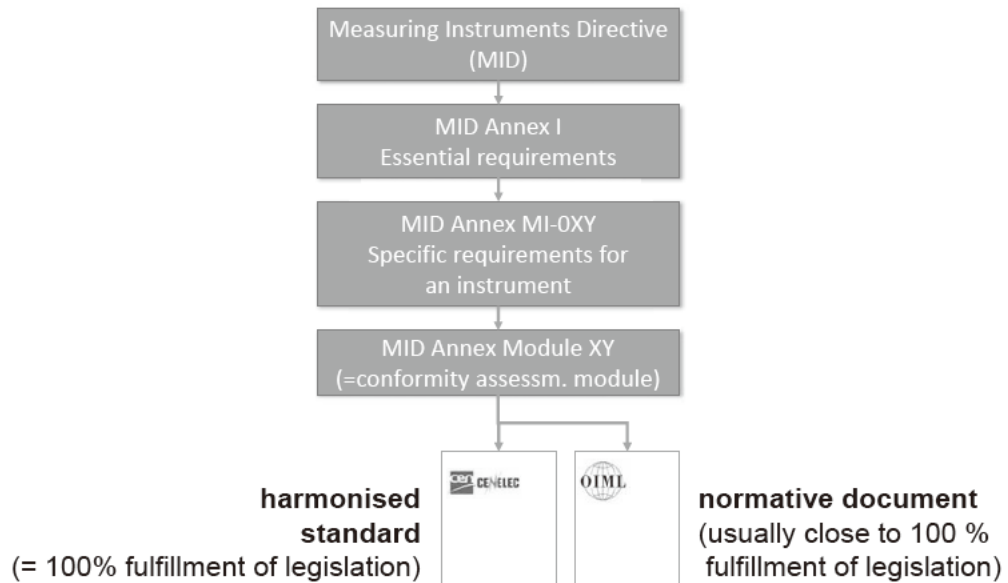 Measuring Instruments Directive
(MID)
MID Annex I
Essential requirements
MID Annex MI-0XY
Specific requirements for
an instrument
MID Annex Module XY
(=conformity assessm. module)
cen CENELEC
OIML
harmonised
standard
(= 100% fulfillment of legislation)
normative document
(usually close to 100 %
fulfillment of legislation)